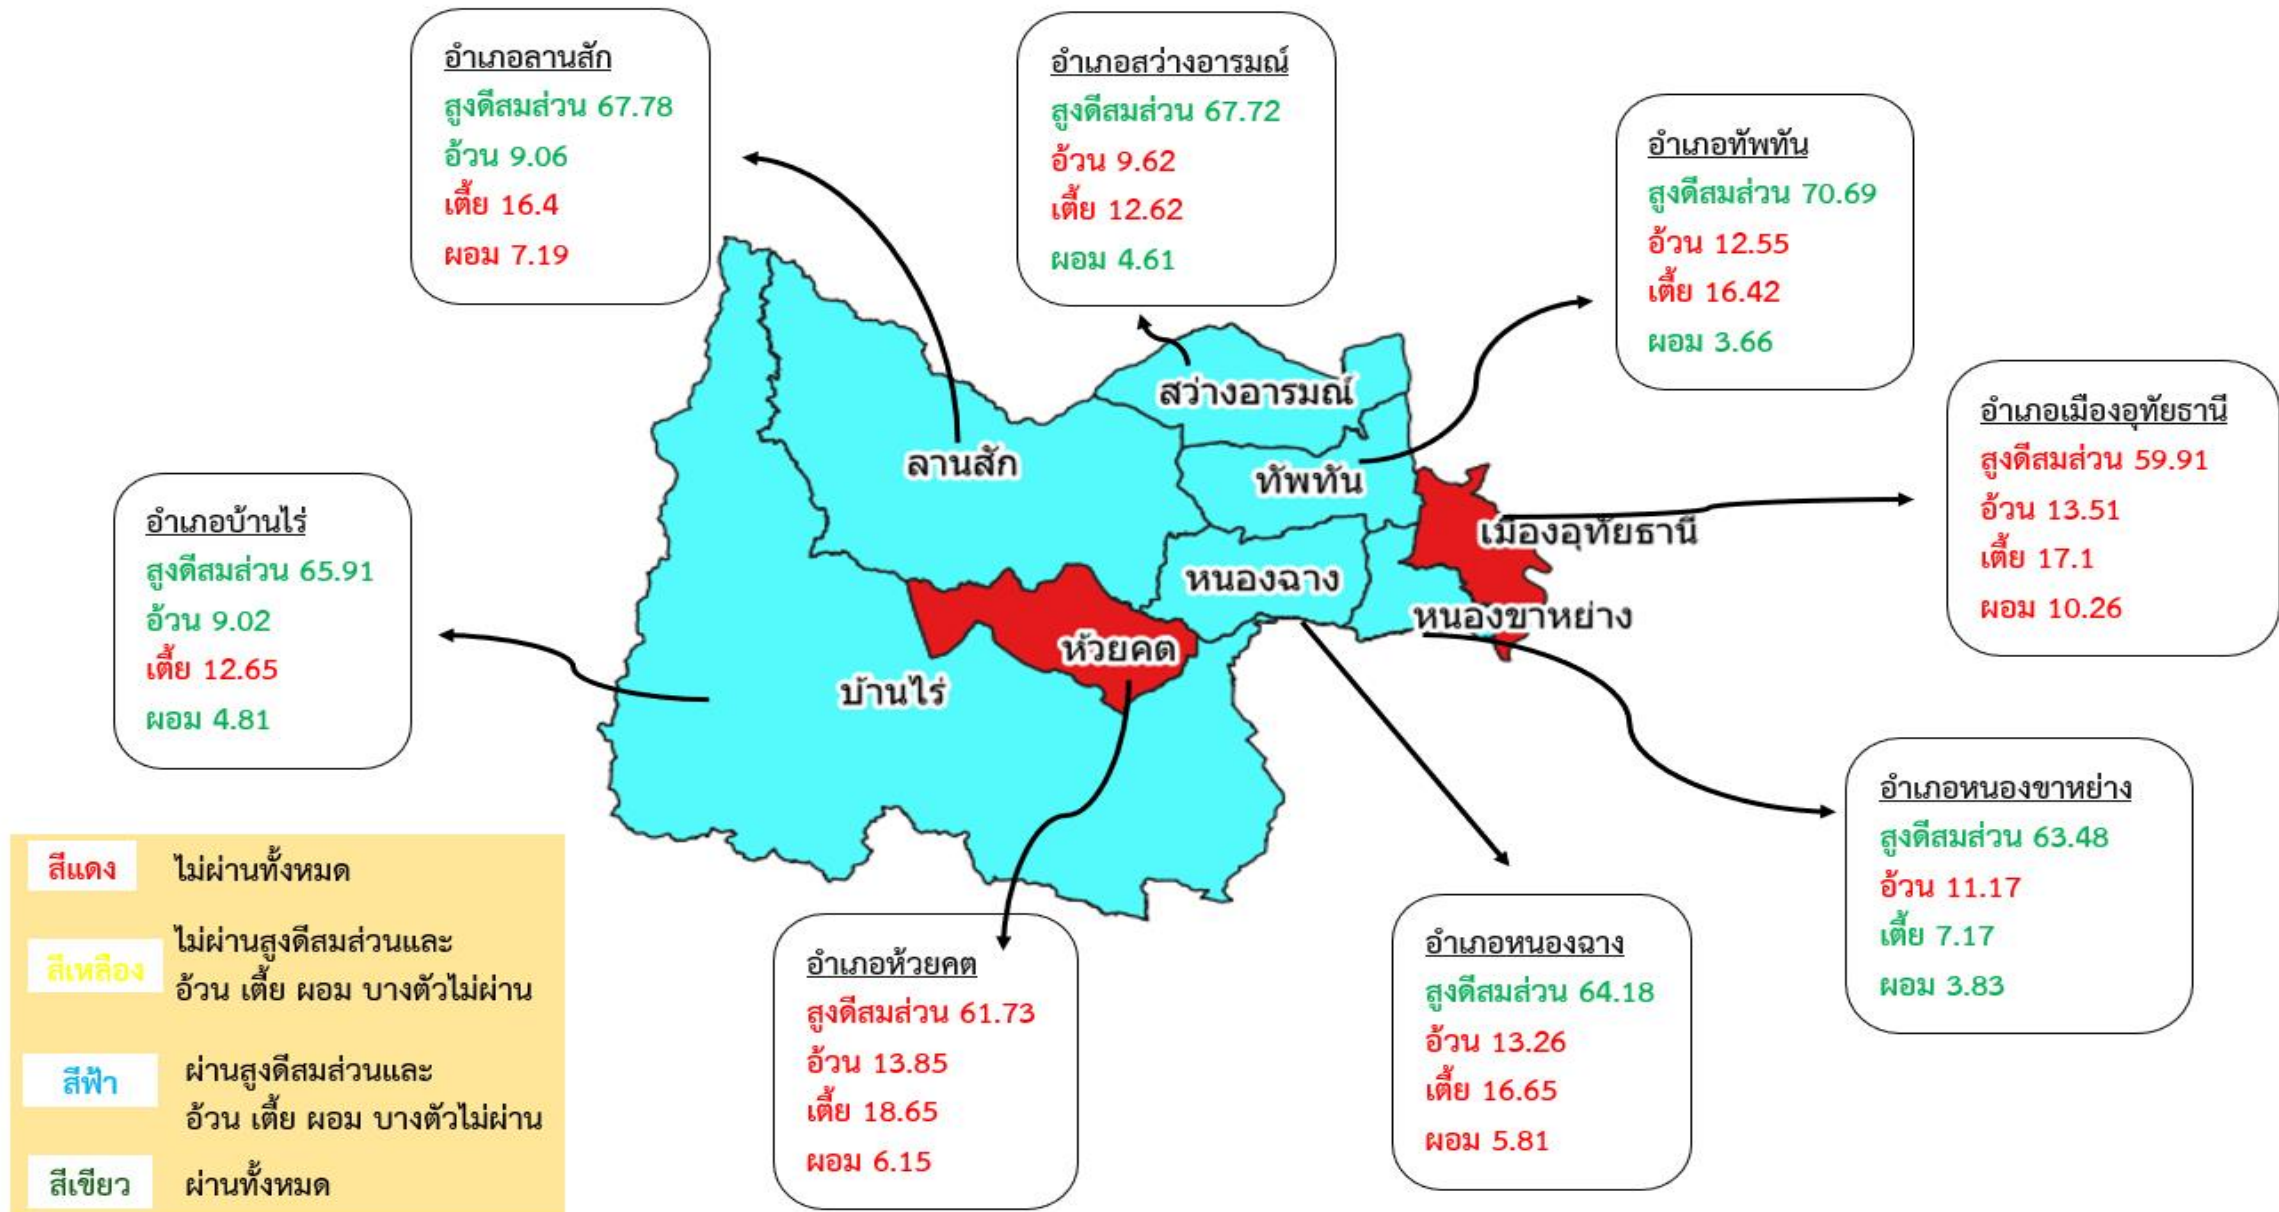 อำเภอลานสัก
สูงดีสมส่วน 67.78
อ้วน 9.06
เตี้ย 16.4
ผอม 7.19
อำเภอสว่างอารมณ์
สูงดีสมส่วน 67.72
อ้วน 9.62
เตี้ย 12.62
ผอม 4.61
อำเภอทัพทัน
สูงดีสมส่วน 70.69
อ้วน 12.55
เตี้ย 16.42
ผอม 3.66
อำเภอเมืองอุทัยธานี
สูงดีสมส่วน 59.91
อ้วน 13.51
เตี้ย 17.1
ผอม 10.26
สว่างอารมณ์
ลานสัก
ทัพทัน
เมืองอุทัยธานี
หนองฉาง
หนองขาหย่าง
ห้วยคต
บ้านไร่
อำเภอบ้านไร่
สูงดีสมส่วน 65.91
อ้วน 9.02
เตี้ย 12.65
ผอม 4.81
อำเภอหนองขาหย่าง
สูงดีสมส่วน 63.48
อ้วน 11.17
เตี้ย 7.17
ผอม 3.83
อำเภอห้วยคต
สูงดีสมส่วน 61.73
อ้วน 13.85
เตี้ย 18.65
ผอม 6.15
อำเภอหนองฉาง
สูงดีสมส่วน 64.18
อ้วน 13.26
เตี้ย 16.65
ผอม 5.81
สีแดง ไม่ผ่านทั้งหมด
สีเหลือง ไม่ผ่านสูงดีสมส่วนและ
อ้วน เตี้ย ผอม บางตัวไม่ผ่าน
สีฟ้า ผ่านสูงดีสมส่วนและ
อ้วน เตี้ย ผอม บางตัวไม่ผ่าน
สีเขียว ผ่านทั้งหมด